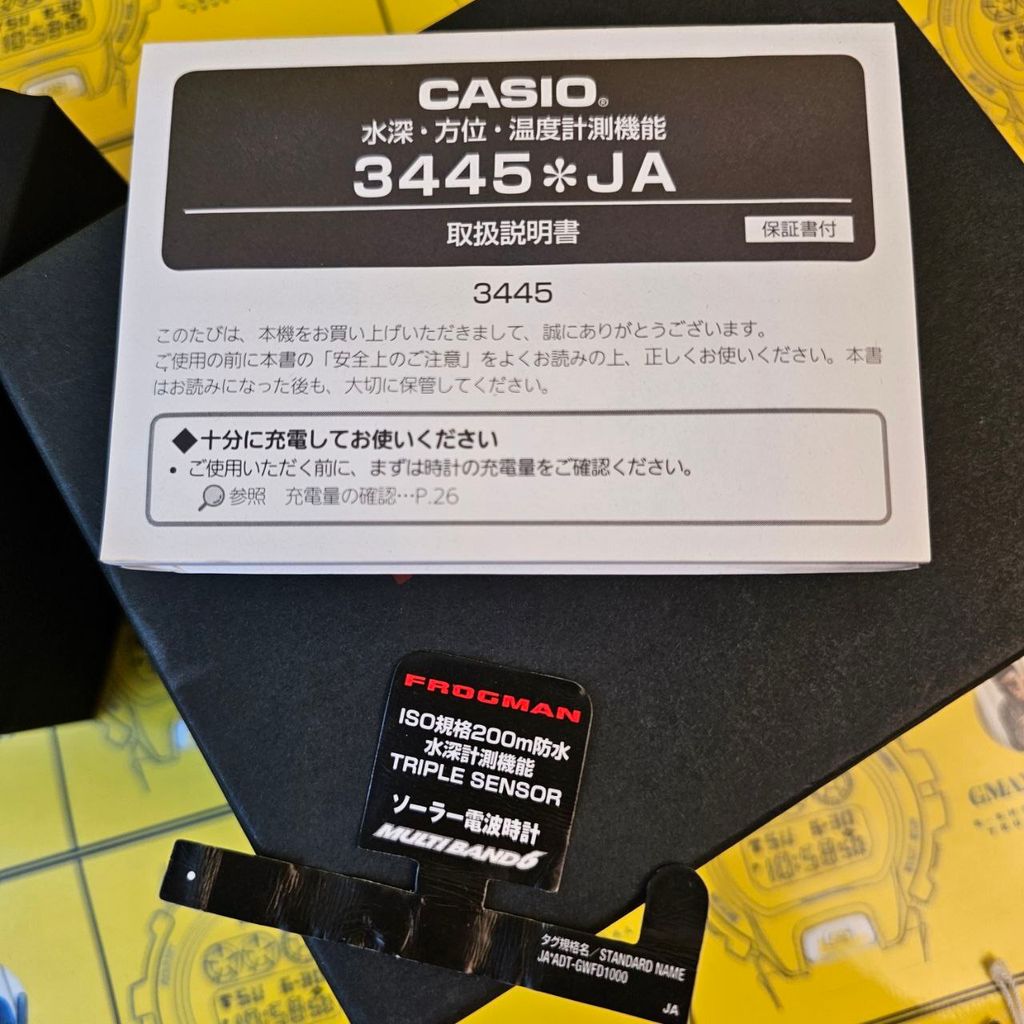 CASIO®
水深・方位・温度計測機能
3445＊JA
取扱説明書
保証書付
3445
このたびは、本機をお買い上げいただきまして、誠にありがとうございます。
ご使用の前に本書の「安全上のご注意」をよくお読みの上、正しくお使いください。本書
はお読みになった後も、大切に保管してください。
◆十分に充電してお使いください
• ご使用いただく前に、まずは時計の充電量をご確認ください。
参照 充電量の確認…P.26
FROGMAN
ISO規格200m防水
水深計測機能
TRIPLE SENSOR
ソーラー電波時計
MULTI BAND 6
タグ規格名／STANDARD NAME
JA*ADT-GWFD1000
JA